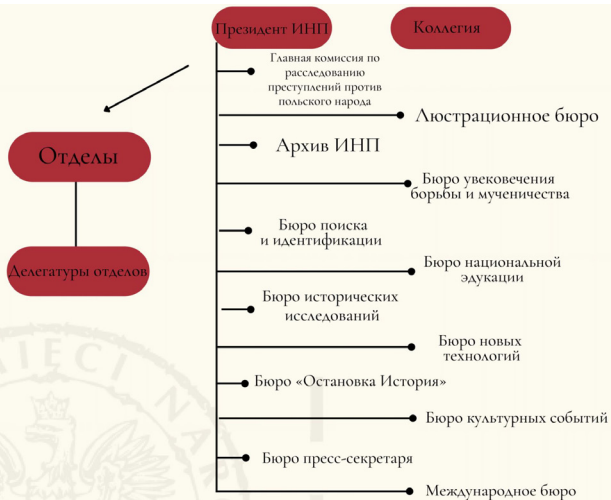 Президент ИНП
Коллегия
Главная комиссия по
расследованию
преступлений против
польского народа
Люстрационное бюро
Отделы
Архив ИНП
Бюро увековечения
борьбы и мученичества
Бюро поиска
и идентификации
Делегатуры отделов
Бюро национальной
эдукации
Бюро исторических
исследований
Бюро новых
технологий
Бюро «Остановка История»
Бюро культурных событий
Бюро пресс-секретаря
Международное бюро